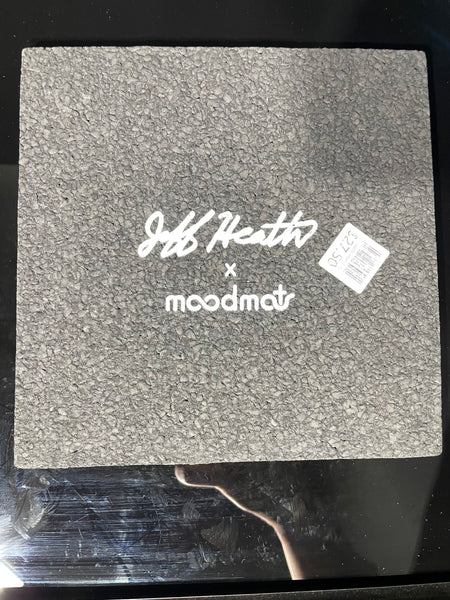 Jeff Heath
x
moodmats
$27.50